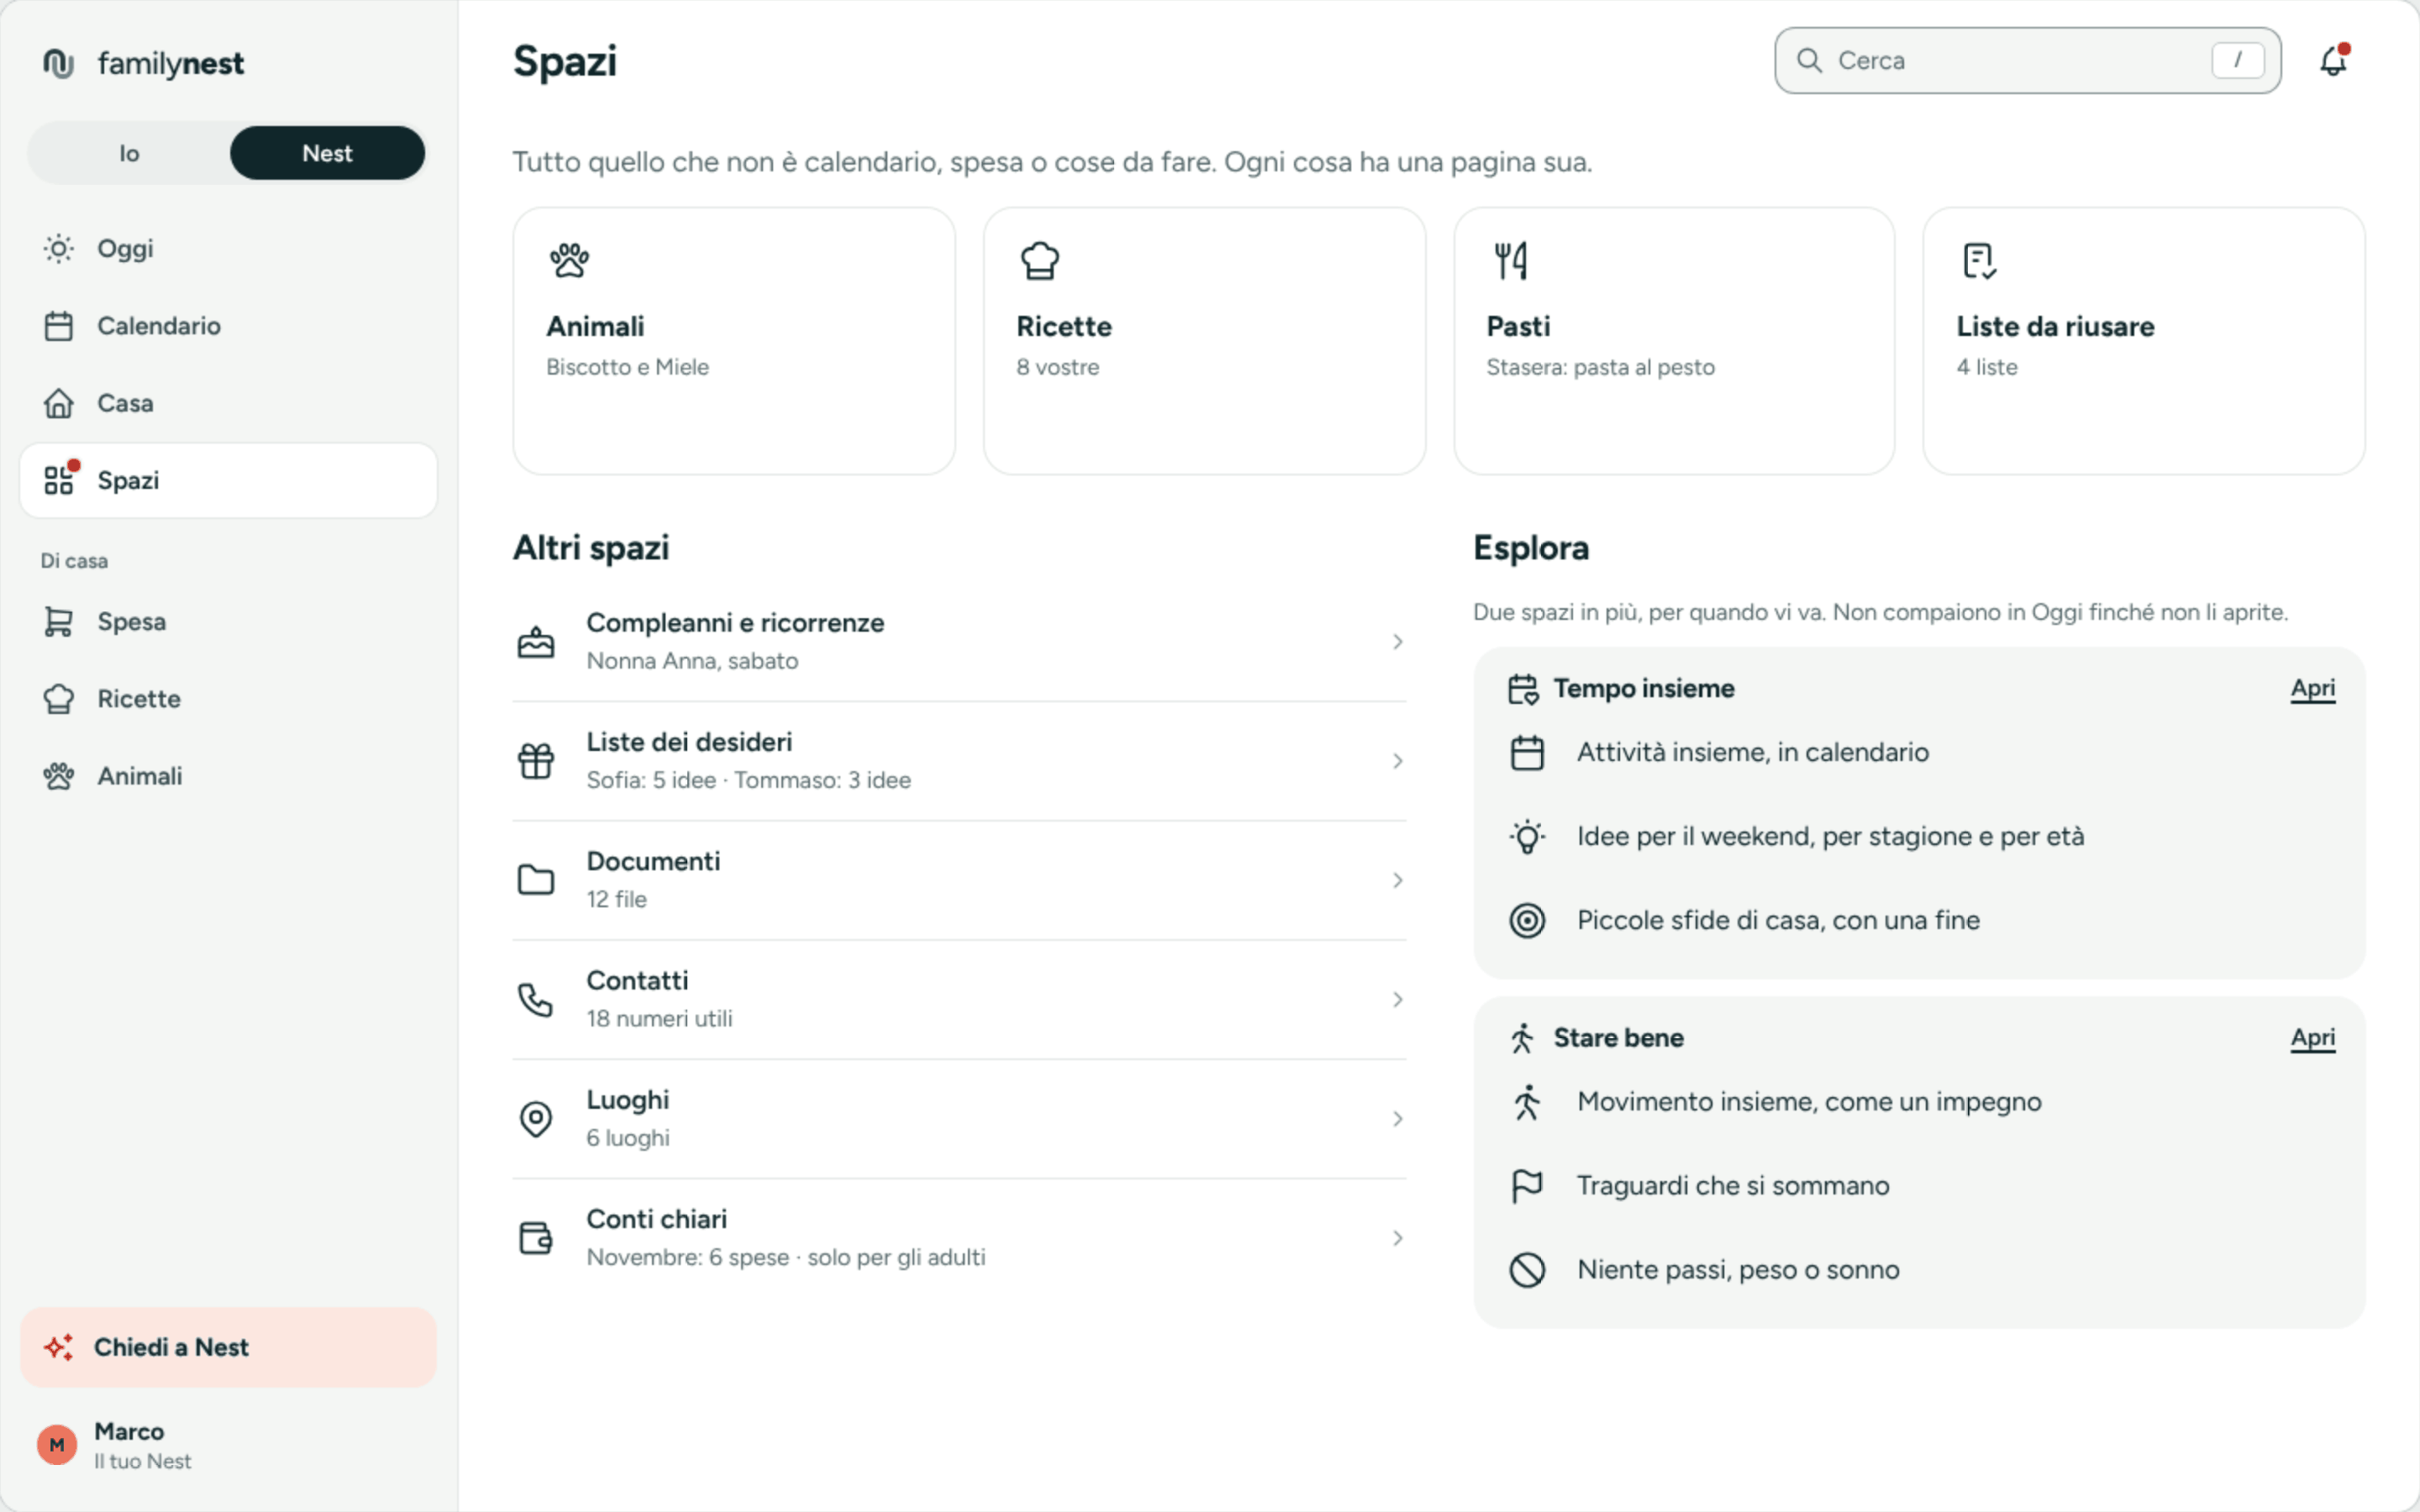 familynest
Io
Nest
Oggi
Calendario
Casa
Spazi
Di casa
Spesa
Ricette
Animali
Chiedi a Nest
M
Marco
Il tuo Nest
Spazi
Cerca
/
Tutto quello che non è calendario, spesa o cose da fare. Ogni cosa ha una pagina sua.
Animali
Biscotto e Miele
Ricette
8 vostre
Pasti
Stasera: pasta al pesto
Liste da riusare
4 liste
Altri spazi
Compleanni e ricorrenze
Nonna Anna, sabato
Liste dei desideri
Sofia: 5 idee · Tommaso: 3 idee
Documenti
12 file
Contatti
18 numeri utili
Luoghi
6 luoghi
Conti chiari
Novembre: 6 spese · solo per gli adulti
Esplora
Due spazi in più, per quando vi va. Non compaiono in Oggi finché non li aprite.
Tempo insieme
Apri
Attività insieme, in calendario
Idee per il weekend, per stagione e per età
Piccole sfide di casa, con una fine
Stare bene
Apri
Movimento insieme, come un impegno
Traguardi che si sommano
Niente passi, peso o sonno